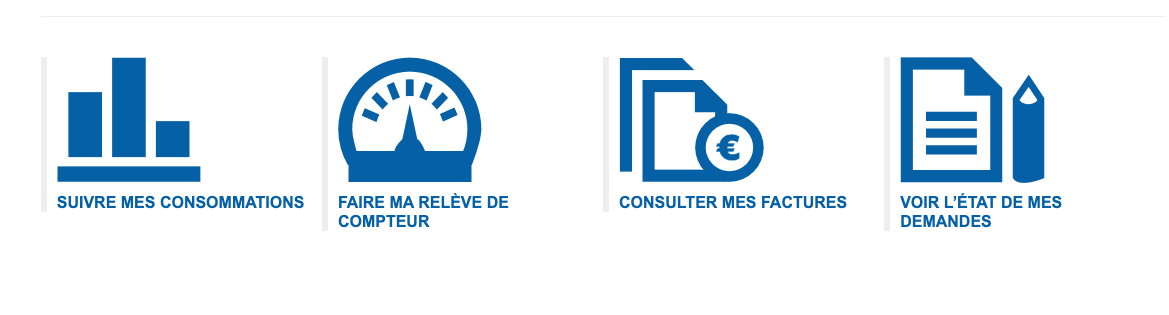 €
SUIVRE MES CONSOMMATIONS
FAIRE MA RELÈVE DE
COMPTEUR
CONSULTER MES FACTURES
VOIR L’ÉTAT DE MES
DEMANDES